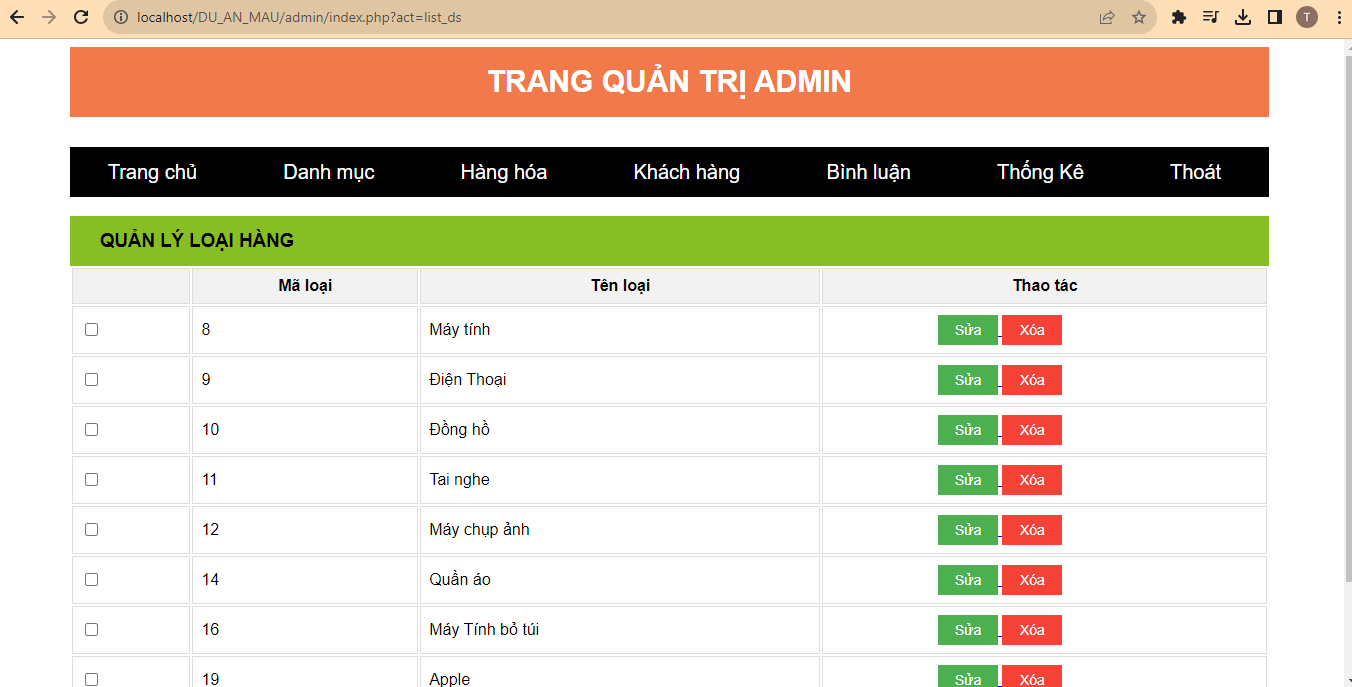 localhost/DU_AN_MAU/admin/index.php?act=list_ds
T
TRANG QUẢN TRỊ ADMIN
Trang chủ Danh mục Hàng hóa Khách hàng Bình luận Thống Kê Thoát
QUẢN LÝ LOẠI HÀNG
Mã loại Tên loại Thao tác
8 Máy tính Sửa Xóa
9 Điện Thoại Sửa Xóa
10 Đồng hồ Sửa Xóa
11 Tai nghe Sửa Xóa
12 Máy chụp ảnh Sửa Xóa
14 Quần áo Sửa Xóa
16 Máy Tính bỏ túi Sửa Xóa
19 Apple Sửa Xóa